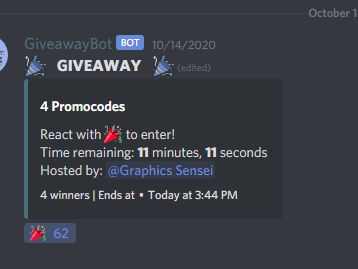 October 1
GiveawayBot BOT 10/14/2020
GIVEAWAY (edited)
4 Promocodes
React with to enter!
Time remaining: 11 minutes, 11 seconds
Hosted by: @Graphics Sensei
4 winners | Ends at • Today at 3:44 PM
62